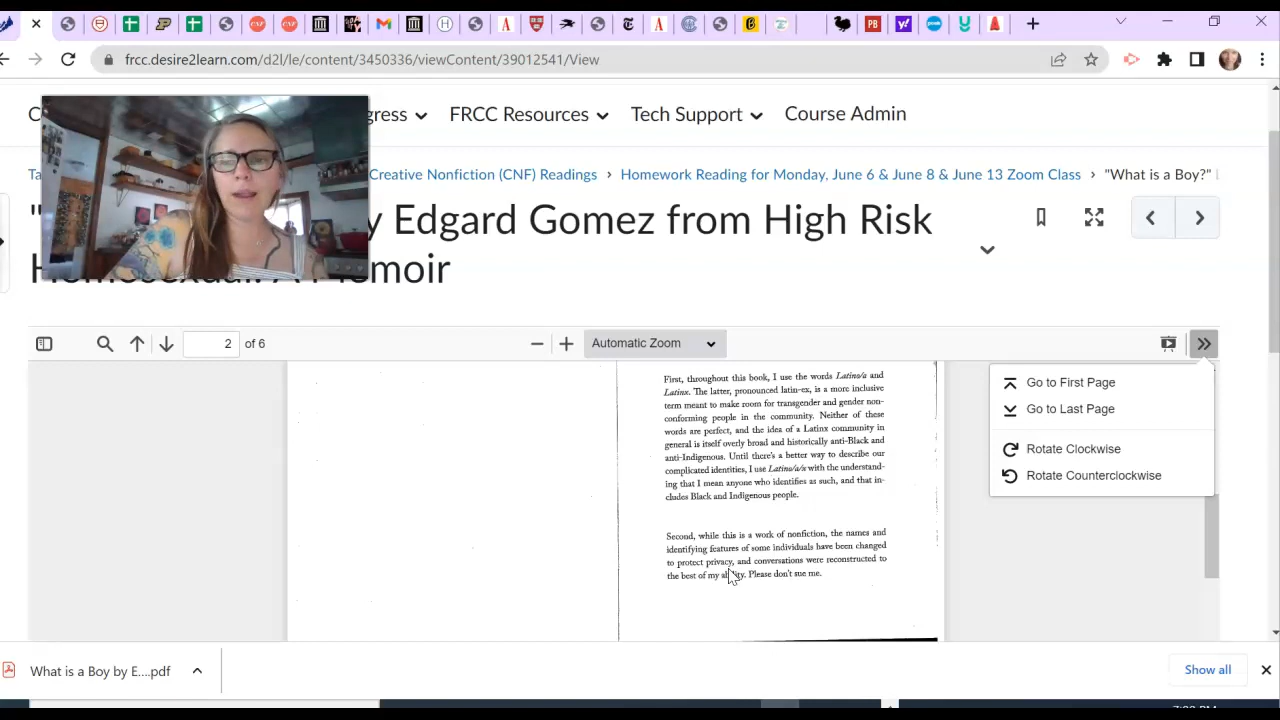 frcc.desire2learn.com/d2l/le/content/3450336/viewContent/39012541/View
gress FRCC Resources Tech Support Course Admin
Creative Nonfiction (CNF) Readings › Homework Reading for Monday, June 6 & June 8 & June 13 Zoom Class › "What is a Boy?"
y Edgard Gomez from High Risk
2 of 6
Automatic Zoom
Go to First Page
Go to Last Page
Rotate Clockwise
Rotate Counterclockwise
First, throughout this book, I use the words Latino/a and
Latinx. The latter, pronounced latin-ex, is a more inclusive
term meant to make room for transgender and gender non-
conforming people in the community. Neither of these
words are perfect, and the idea of a Latinx community in
general is itself overly broad and historically anti-Black and
anti-Indigenous. Until there's a better way to describe our
complicated identities, I use Latino/a/x with the understand-
ing that I mean anyone who identifies as such, and that in-
cludes Black and Indigenous people.
Second, while this is a work of nonfiction, the names and
identifying features of some individuals have been changed
to protect privacy, and conversations were reconstructed to
the best of my ability. Please don't sue me.
What is a Boy by E....pdf
Show all